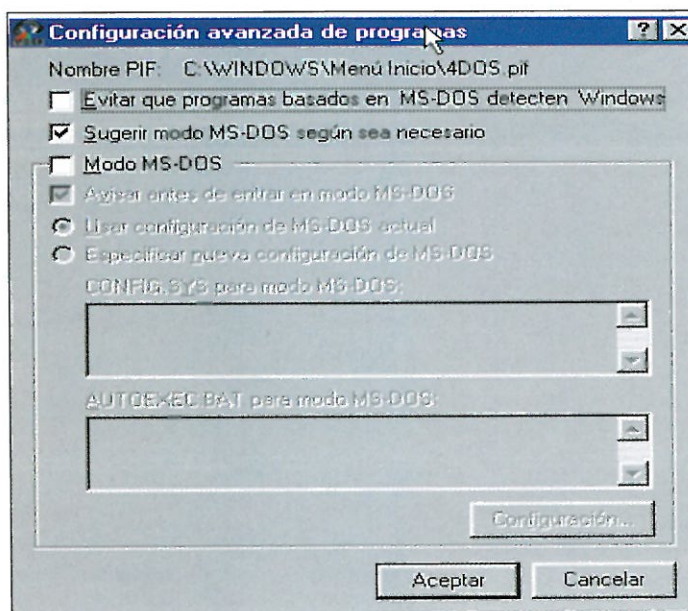 Configuración avanzada de programas
Nombre PIF: C:\WINDOWS\Menú Inicio\4DOS.pif
Evitar que programas basados en MS-DOS detecten Windows
Sugerir modo MS-DOS según sea necesario
Modo MS-DOS
Avisar antes de entrar en modo MS-DOS
Usar configuración de MS-DOS actual
Especificar nueva configuración de MS-DOS
CONFIG.SYS para modo MS-DOS:
AUTOEXEC.BAT para modo MS-DOS:
Configuración...
Aceptar Cancelar